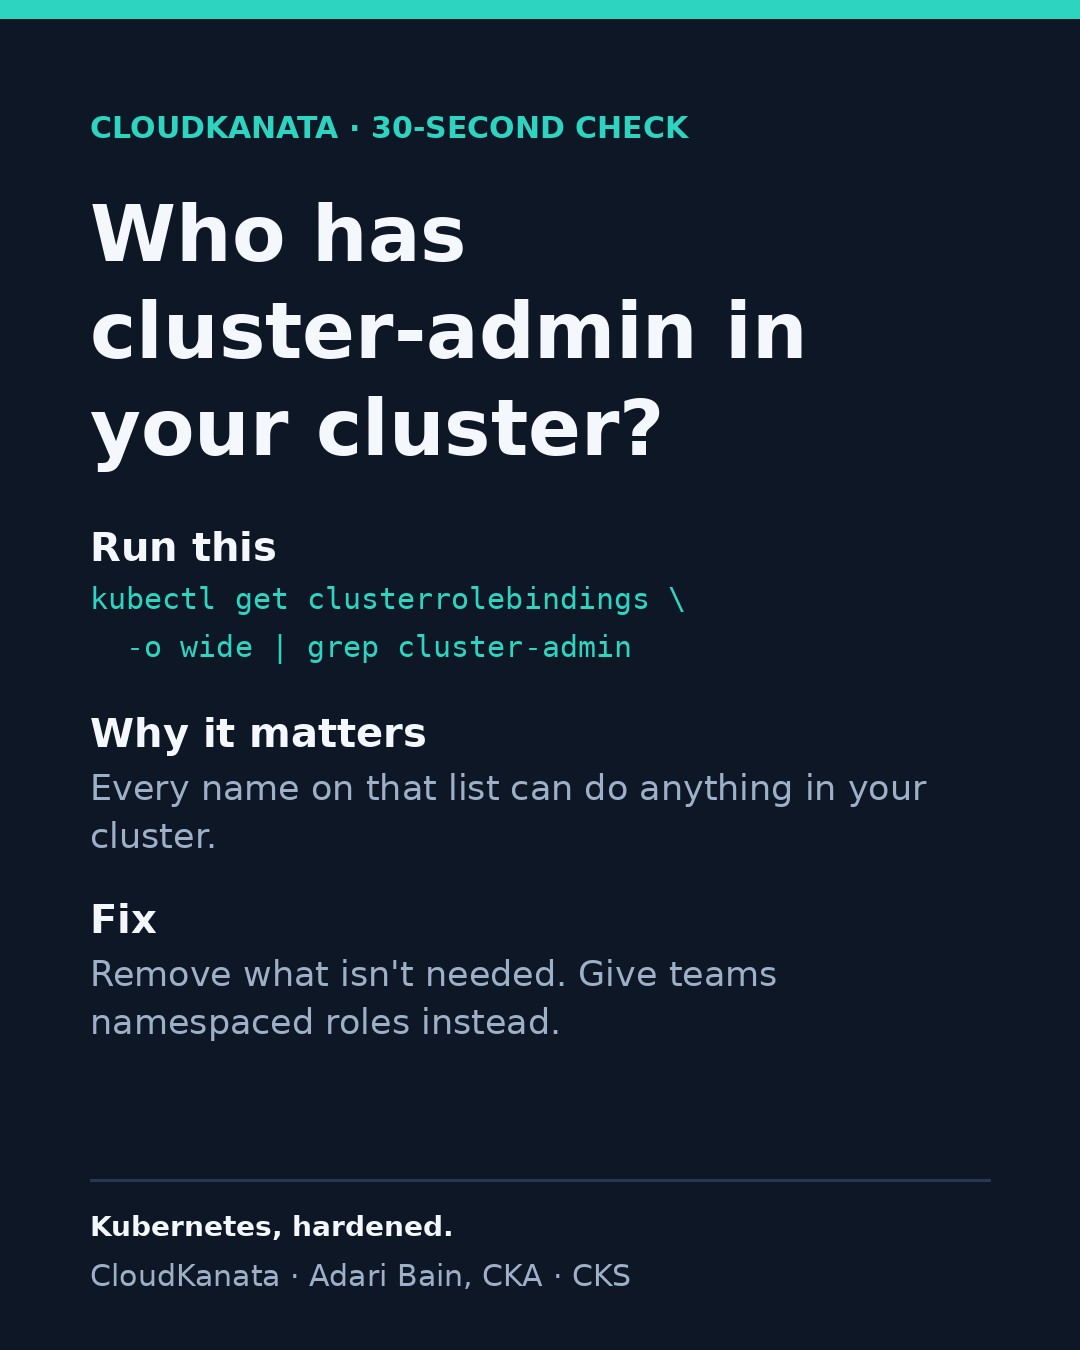 CLOUDKANATA · 30-SECOND CHECK
Who has
cluster-admin in
your cluster?
Run this
kubectl get clusterrolebindings \
  -o wide | grep cluster-admin
Why it matters
Every name on that list can do anything in your
cluster.
Fix
Remove what isn't needed. Give teams
namespaced roles instead.
Kubernetes, hardened.
CloudKanata · Adari Bain, CKA · CKS